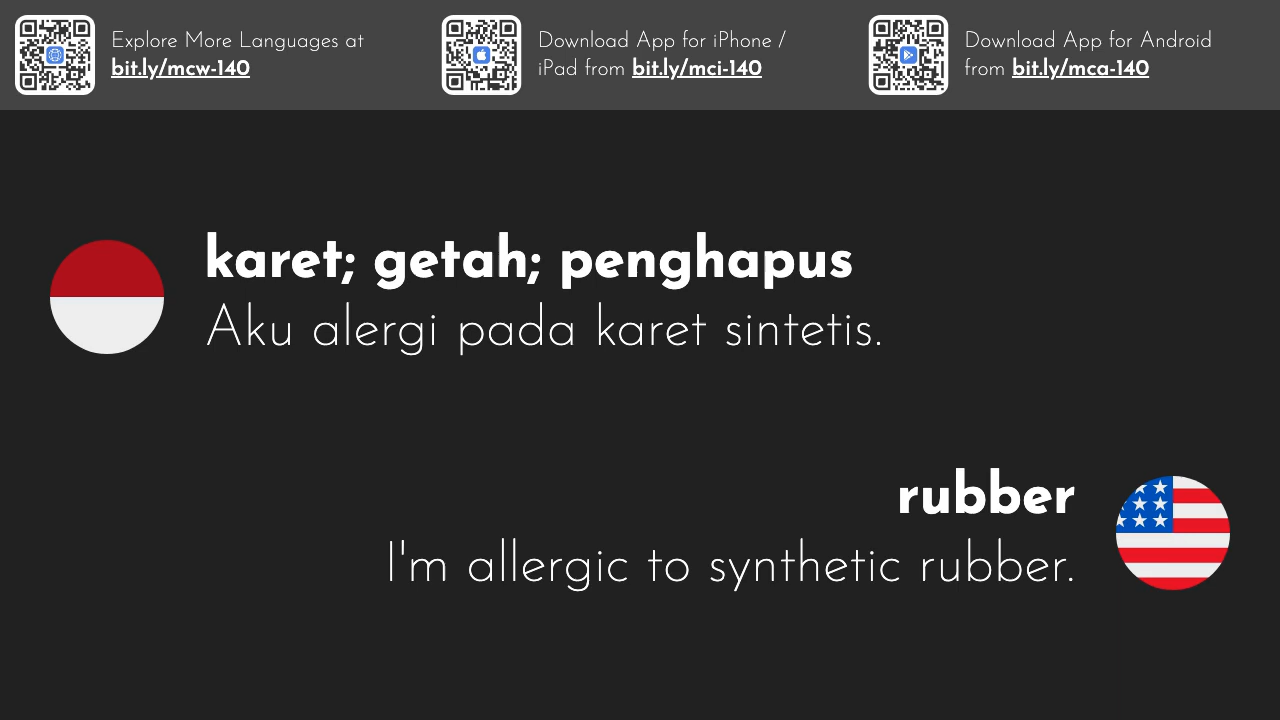 Explore More Languages at
bit.ly/mcw-140
Download App for iPhone /
iPad from bit.ly/mci-140
Download App for Android
from bit.ly/mca-140
karet; getah; penghapus
Aku alergi pada karet sintetis.
rubber
I'm allergic to synthetic rubber.